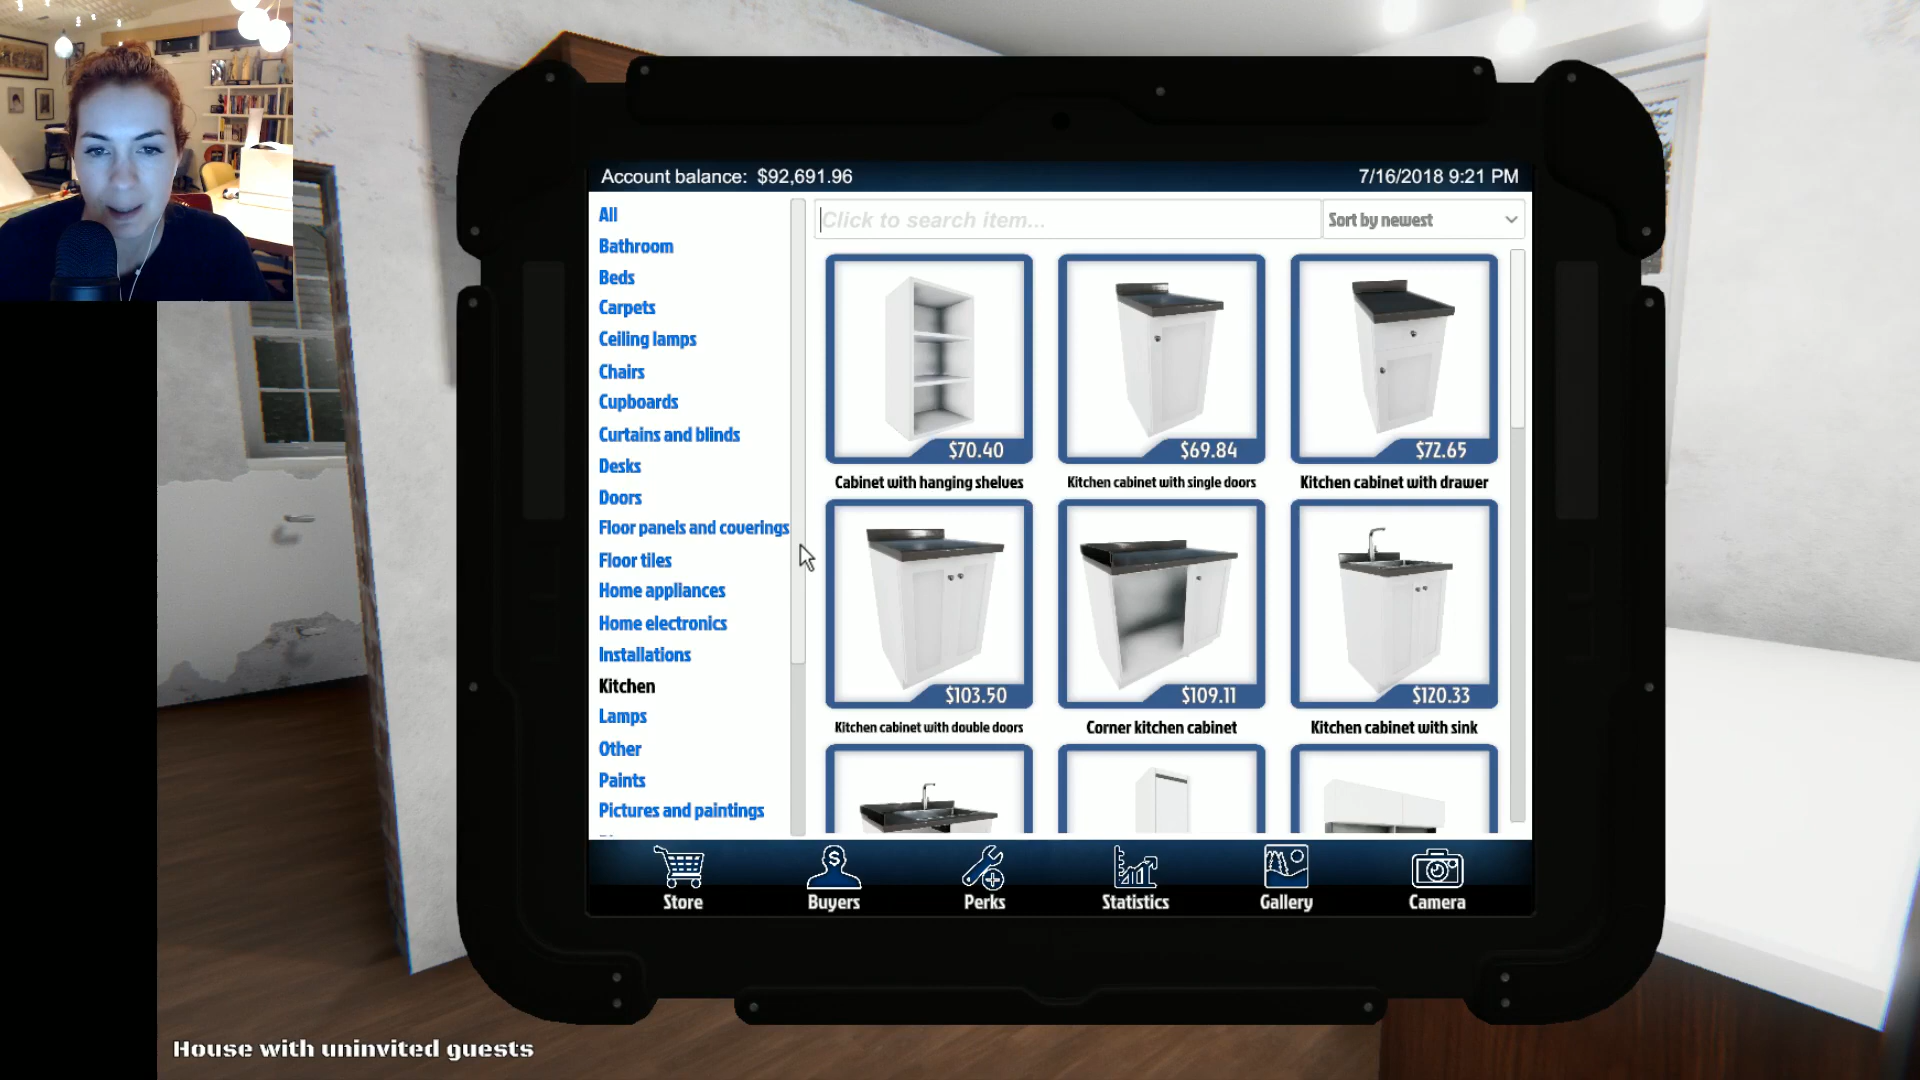 Account balance: $92,691.96
7/16/2018 9:21 PM
All
Bathroom
Beds
Carpets
Ceiling lamps
Chairs
Cupboards
Curtains and blinds
Desks
Doors
Floor panels and coverings
Floor tiles
Home appliances
Home electronics
Installations
Kitchen
Lamps
Other
Paints
Pictures and paintings
Click to search item...
Sort by newest
$70.40
$69.84
$72.65
Cabinet with hanging shelves
Kitchen cabinet with single doors
Kitchen cabinet with drawer
$103.50
$109.11
$120.33
Kitchen cabinet with double doors
Corner kitchen cabinet
Kitchen cabinet with sink
Store
Buyers
Perks
Statistics
Gallery
Camera
House with uninvited guests